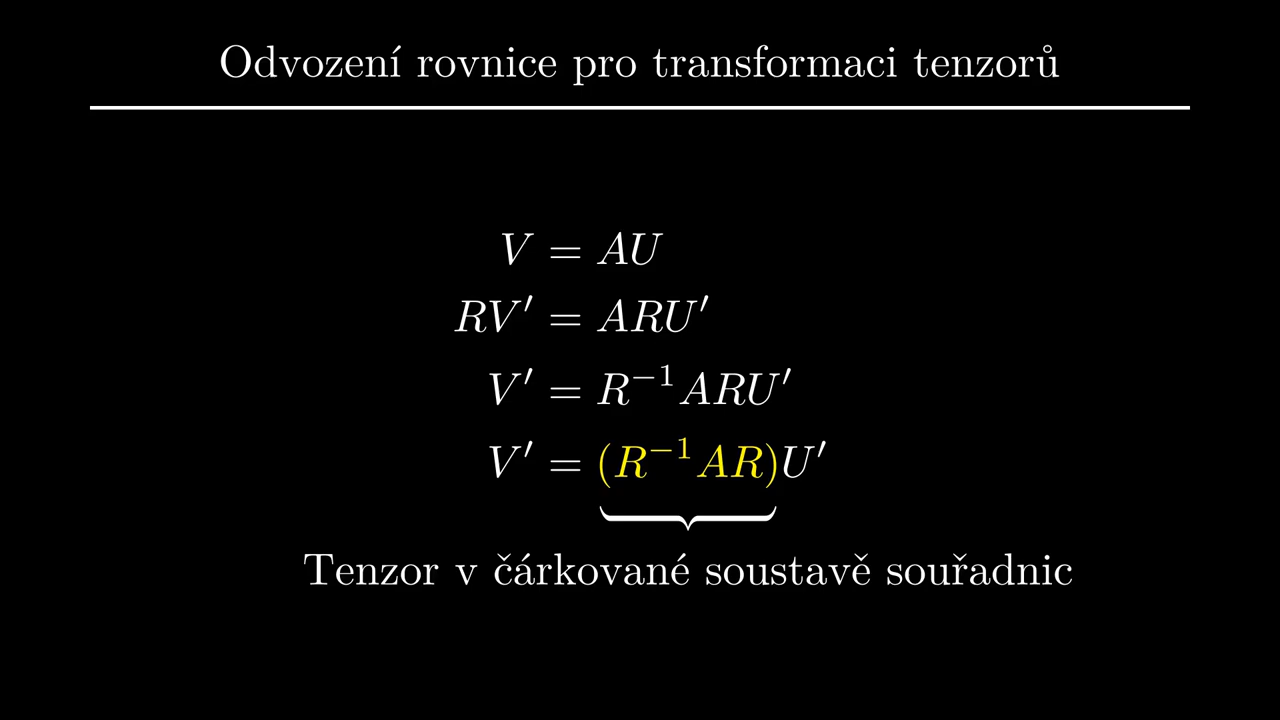 Odvození rovnice pro transformaci tenzorů
V = AU
RV′ = ARU′
V′ = R⁻¹ARU′
V′ = (R⁻¹AR)U′
Tenzor v čárkované soustavě souřadnic